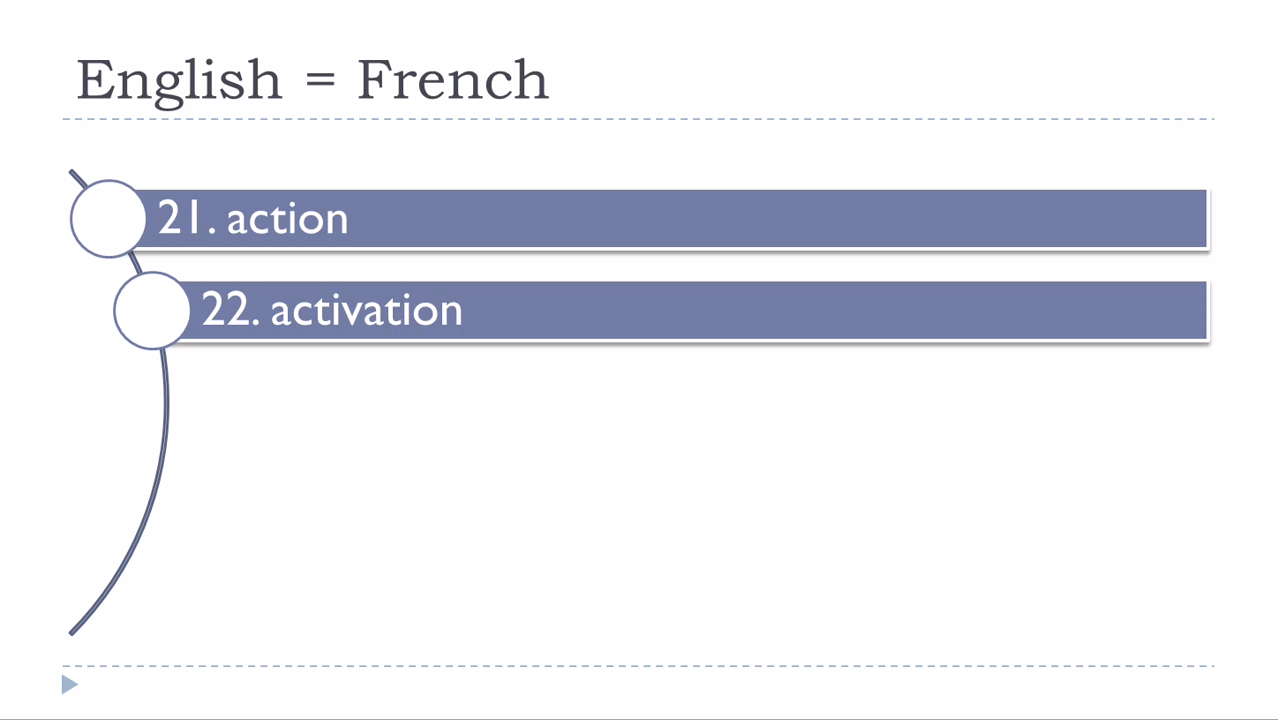 English = French
21. action
22. activation